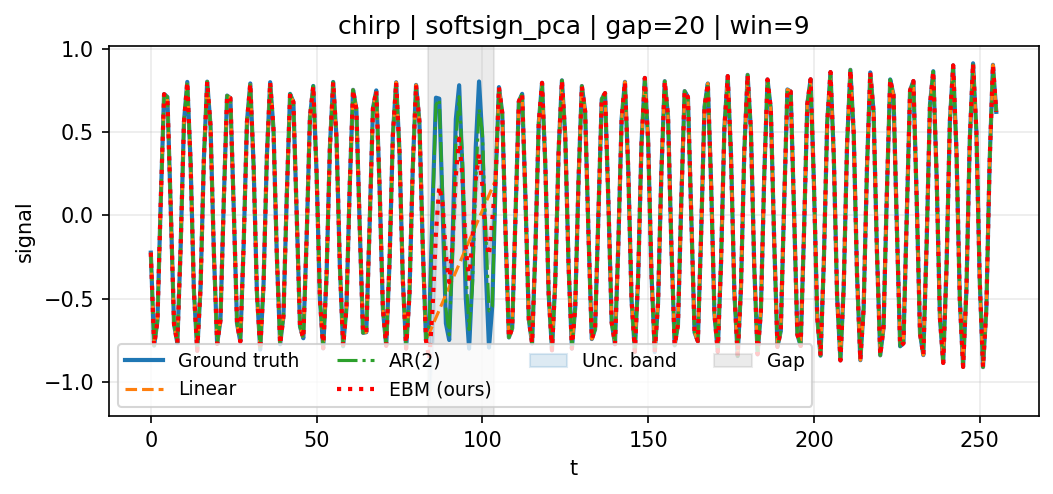 chirp | softsign_pca | gap=20 | win=9
1.0
0.5
0.0
−0.5
−1.0
signal
Ground truth
Linear
AR(2)
EBM (ours)
Unc. band
Gap
0 50 100 150 200 250
t